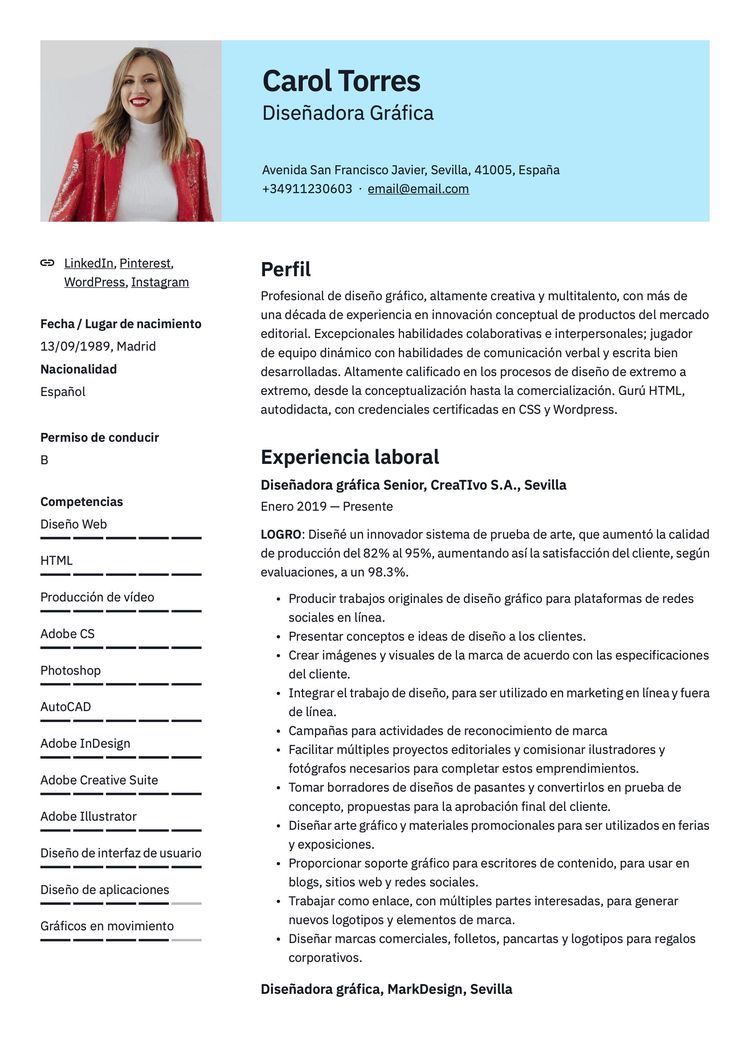 Carol Torres
Diseñadora Gráfica
Avenida San Francisco Javier, Sevilla, 41005, España
+34911230603 · email@email.com
LinkedIn, Pinterest,
WordPress, Instagram
Fecha / Lugar de nacimiento
13/09/1989, Madrid
Nacionalidad
Español
Permiso de conducir
B
Competencias
Diseño Web
HTML
Producción de vídeo
Adobe CS
Photoshop
AutoCAD
Adobe InDesign
Adobe Creative Suite
Adobe Illustrator
Diseño de interfaz de usuario
Diseño de aplicaciones
Gráficos en movimiento
Perfil
Profesional de diseño gráfico, altamente creativa y multitalento, con más de
una década de experiencia en innovación conceptual de productos del mercado
editorial. Excepcionales habilidades colaborativas e interpersonales; jugador
de equipo dinámico con habilidades de comunicación verbal y escrita bien
desarrolladas. Altamente calificado en los procesos de diseño de extremo a
extremo, desde la conceptualización hasta la comercialización. Gurú HTML,
autodidacta, con credenciales certificadas en CSS y Wordpress.
Experiencia laboral
Diseñadora gráfica Senior, CreaTIvo S.A., Sevilla
Enero 2019 — Presente
LOGRO: Diseñé un innovador sistema de prueba de arte, que aumentó la calidad
de producción del 82% al 95%, aumentando así la satisfacción del cliente, según
evaluaciones, a un 98.3%.
• Producir trabajos originales de diseño gráfico para plataformas de redes
sociales en línea.
• Presentar conceptos e ideas de diseño a los clientes.
• Crear imágenes y visuales de la marca de acuerdo con las especificaciones
del cliente.
• Integrar el trabajo de diseño, para ser utilizado en marketing en línea y fuera
de línea.
• Campañas para actividades de reconocimiento de marca
• Facilitar múltiples proyectos editoriales y comisionar ilustradores y
fotógrafos necesarios para completar estos emprendimientos.
• Tomar borradores de diseños de pasantes y convertirlos en prueba de
concepto, propuestas para la aprobación final del cliente.
• Diseñar arte gráfico y materiales promocionales para ser utilizados en ferias
y exposiciones.
• Proporcionar soporte gráfico para escritores de contenido, para usar en
blogs, sitios web y redes sociales.
• Trabajar como enlace, con múltiples partes interesadas, para generar
nuevos logotipos y elementos de marca.
• Diseñar marcas comerciales, folletos, pancartas y logotipos para regalos
corporativos.
Diseñadora gráfica, MarkDesign, Sevilla